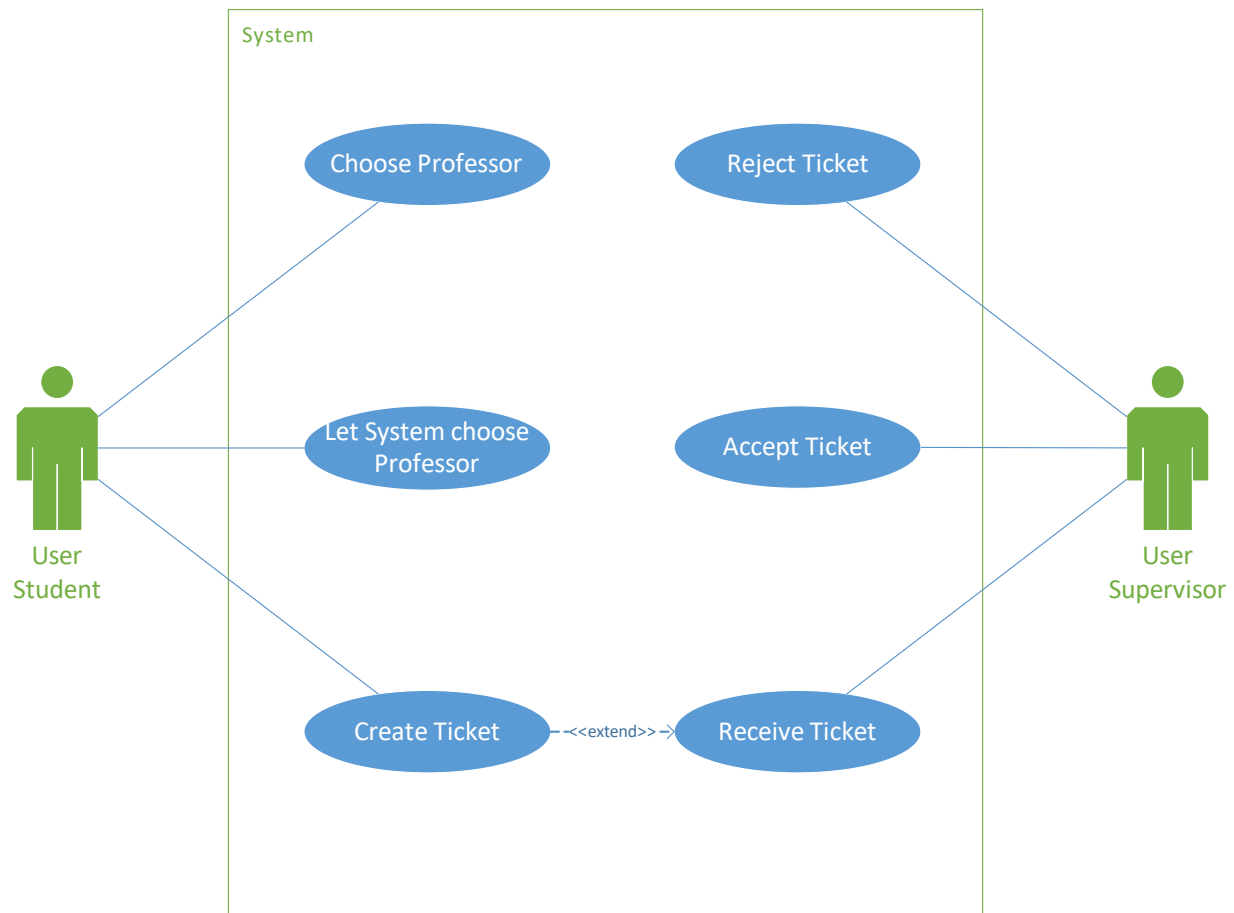 System
Choose Professor
Reject Ticket
Let System choose
Professor
Accept Ticket
User
Student
User
Supervisor
Create Ticket
<<extend>>
Receive Ticket